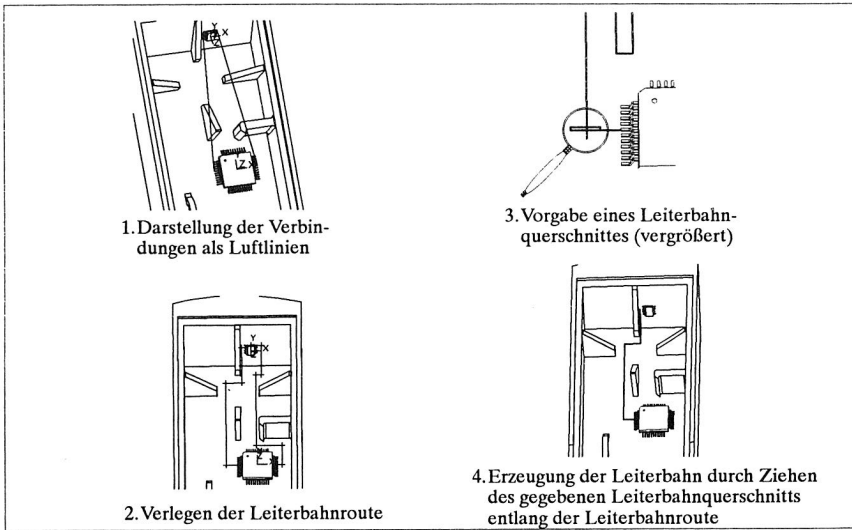 1.Darstellung der Verbin-
dungen als Luftlinien
2.Verlegen der Leiterbahnroute
3.Vorgabe eines Leiterbahn-
querschnittes (vergrößert)
4.Erzeugung der Leiterbahn durch Ziehen
des gegebenen Leiterbahnquerschnitts
entlang der Leiterbahnroute